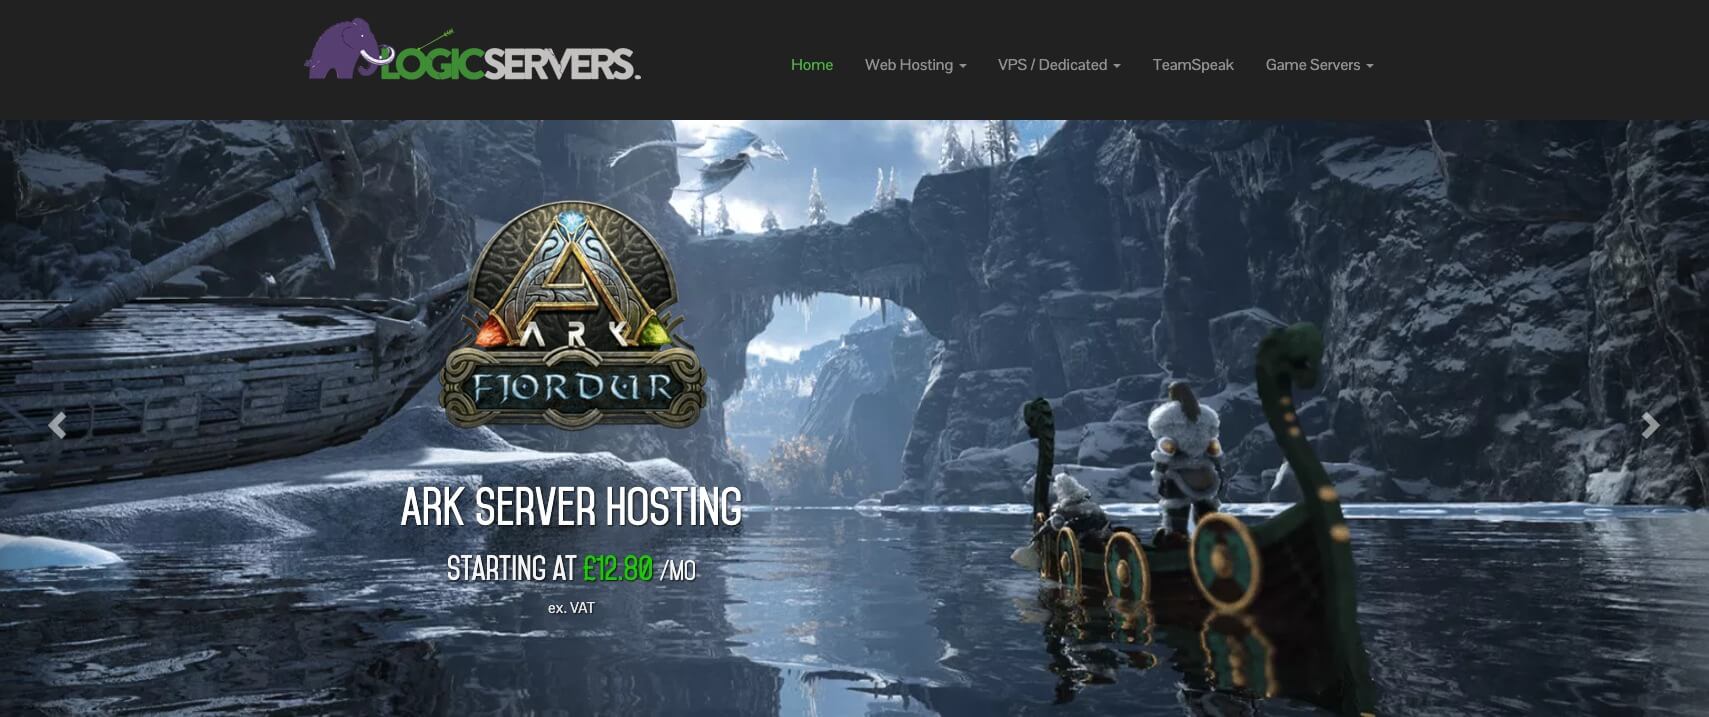 LOGICSERVERS.
Home Web Hosting VPS / Dedicated TeamSpeak Game Servers
ARK
FJORDUR
ARK SERVER HOSTING
STARTING AT £12.80 /MO
ex. VAT